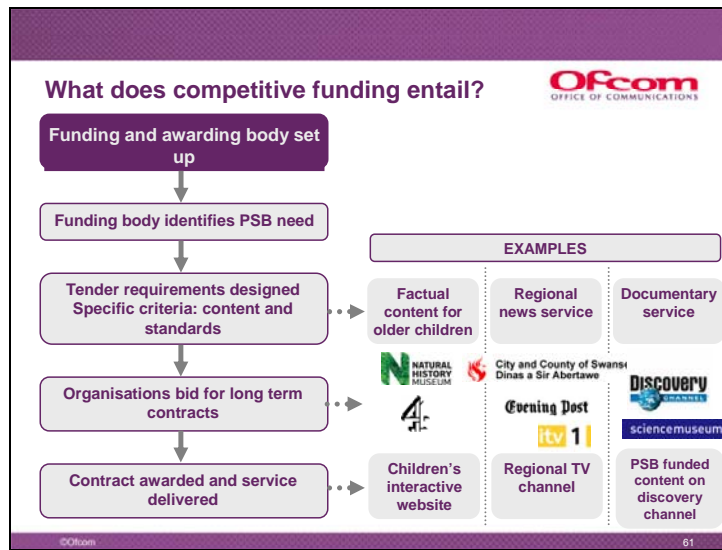 What does competitive funding entail?
Ofcom
OFFICE OF COMMUNICATIONS
Funding and awarding body set
up
Funding body identifies PSB need
EXAMPLES
Tender requirements designed
Specific criteria: content and
standards
Factual
content for
older children
Regional
news service
Documentary
service
Organisations bid for long term
contracts
NATURAL
HISTORY
MUSEUM
4
City and County of Swanse
Dinas a Sir Abertawe
Evening Post
itv 1
DISCOVERY
CHANNEL
sciencemuseum
Contract awarded and service
delivered
Children's
interactive
website
Regional TV
channel
PSB funded
content on
discovery
channel
©Ofcom
61